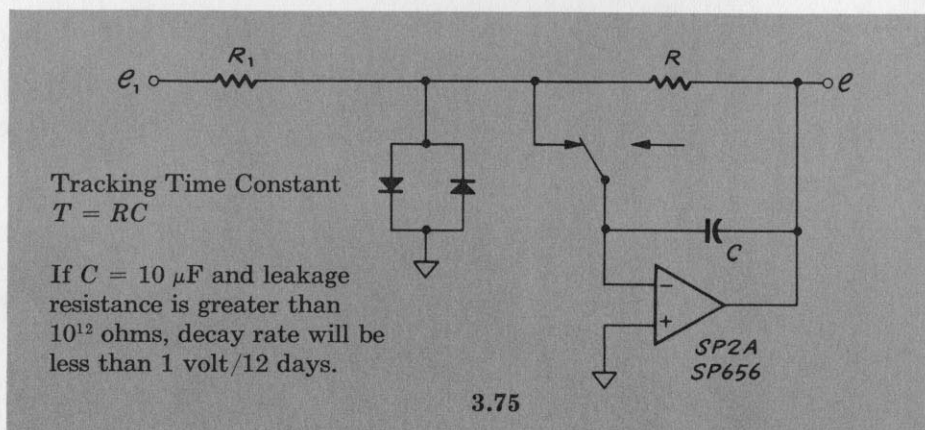 R₁
R
e₁
e
Tracking Time Constant
T = RC
C
If C = 10 μF and leakage
resistance is greater than
10¹² ohms, decay rate will be
less than 1 volt/12 days.
−
+
SP2A
SP656
3.75